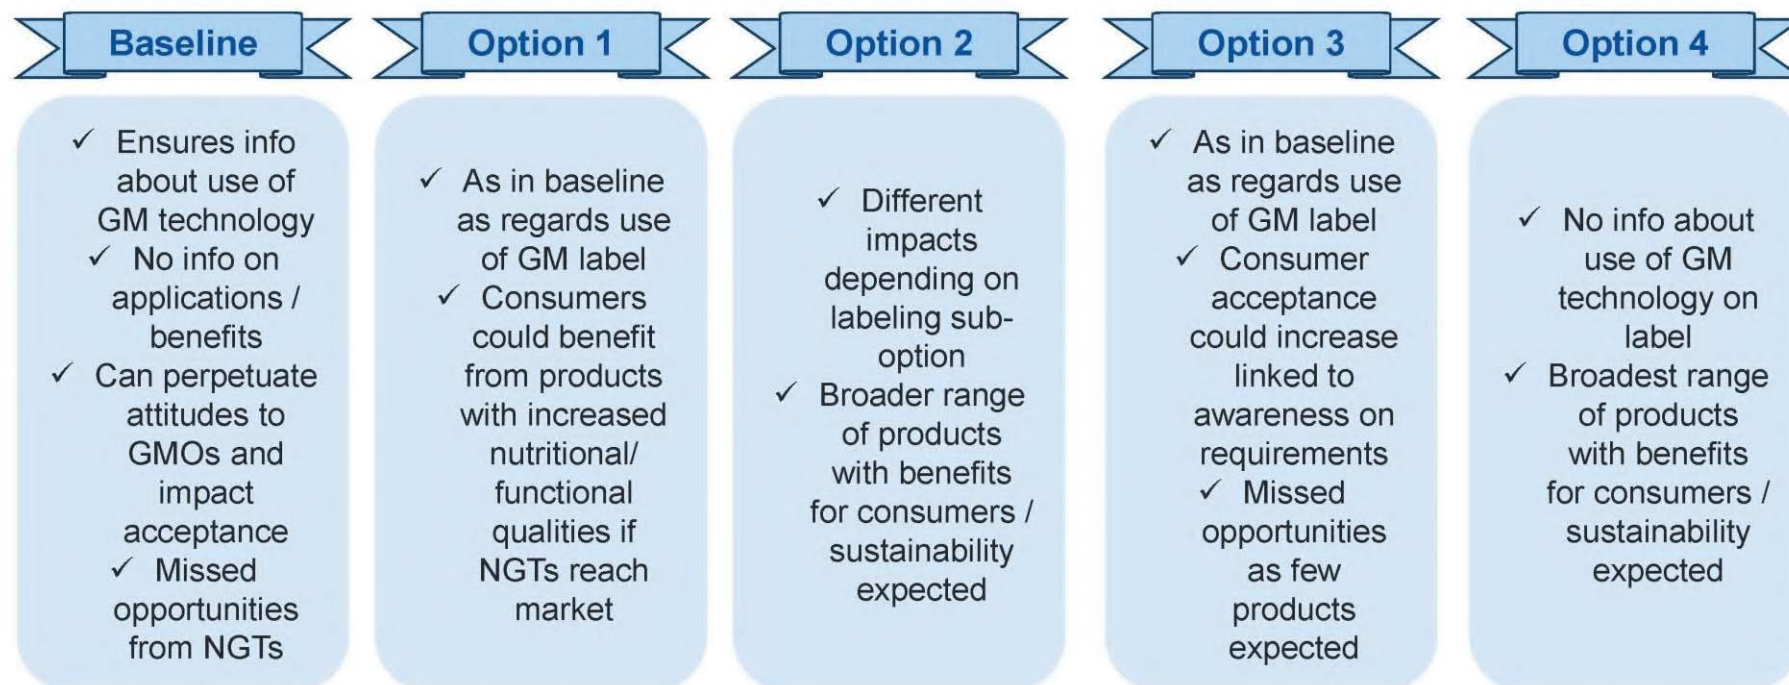 Baseline
✓ Ensures info
about use of
GM technology
✓ No info on
applications /
benefits
✓ Can perpetuate
attitudes to
GMOs and
impact
acceptance
✓ Missed
opportunities
from NGTs
Option 1
✓ As in baseline
as regards use
of GM label
✓ Consumers
could benefit
from products
with increased
nutritional/
functional
qualities if
NGTs reach
market
Option 2
✓ Different
impacts
depending on
labeling sub-
option
✓ Broader range
of products
with benefits
for consumers /
sustainability
expected
Option 3
✓ As in baseline
as regards use
of GM label
✓ Consumer
acceptance
could increase
linked to
awareness on
requirements
✓ Missed
opportunities
as few
products
expected
Option 4
✓ No info about
use of GM
technology on
label
✓ Broadest range
of products
with benefits
for consumers /
sustainability
expected